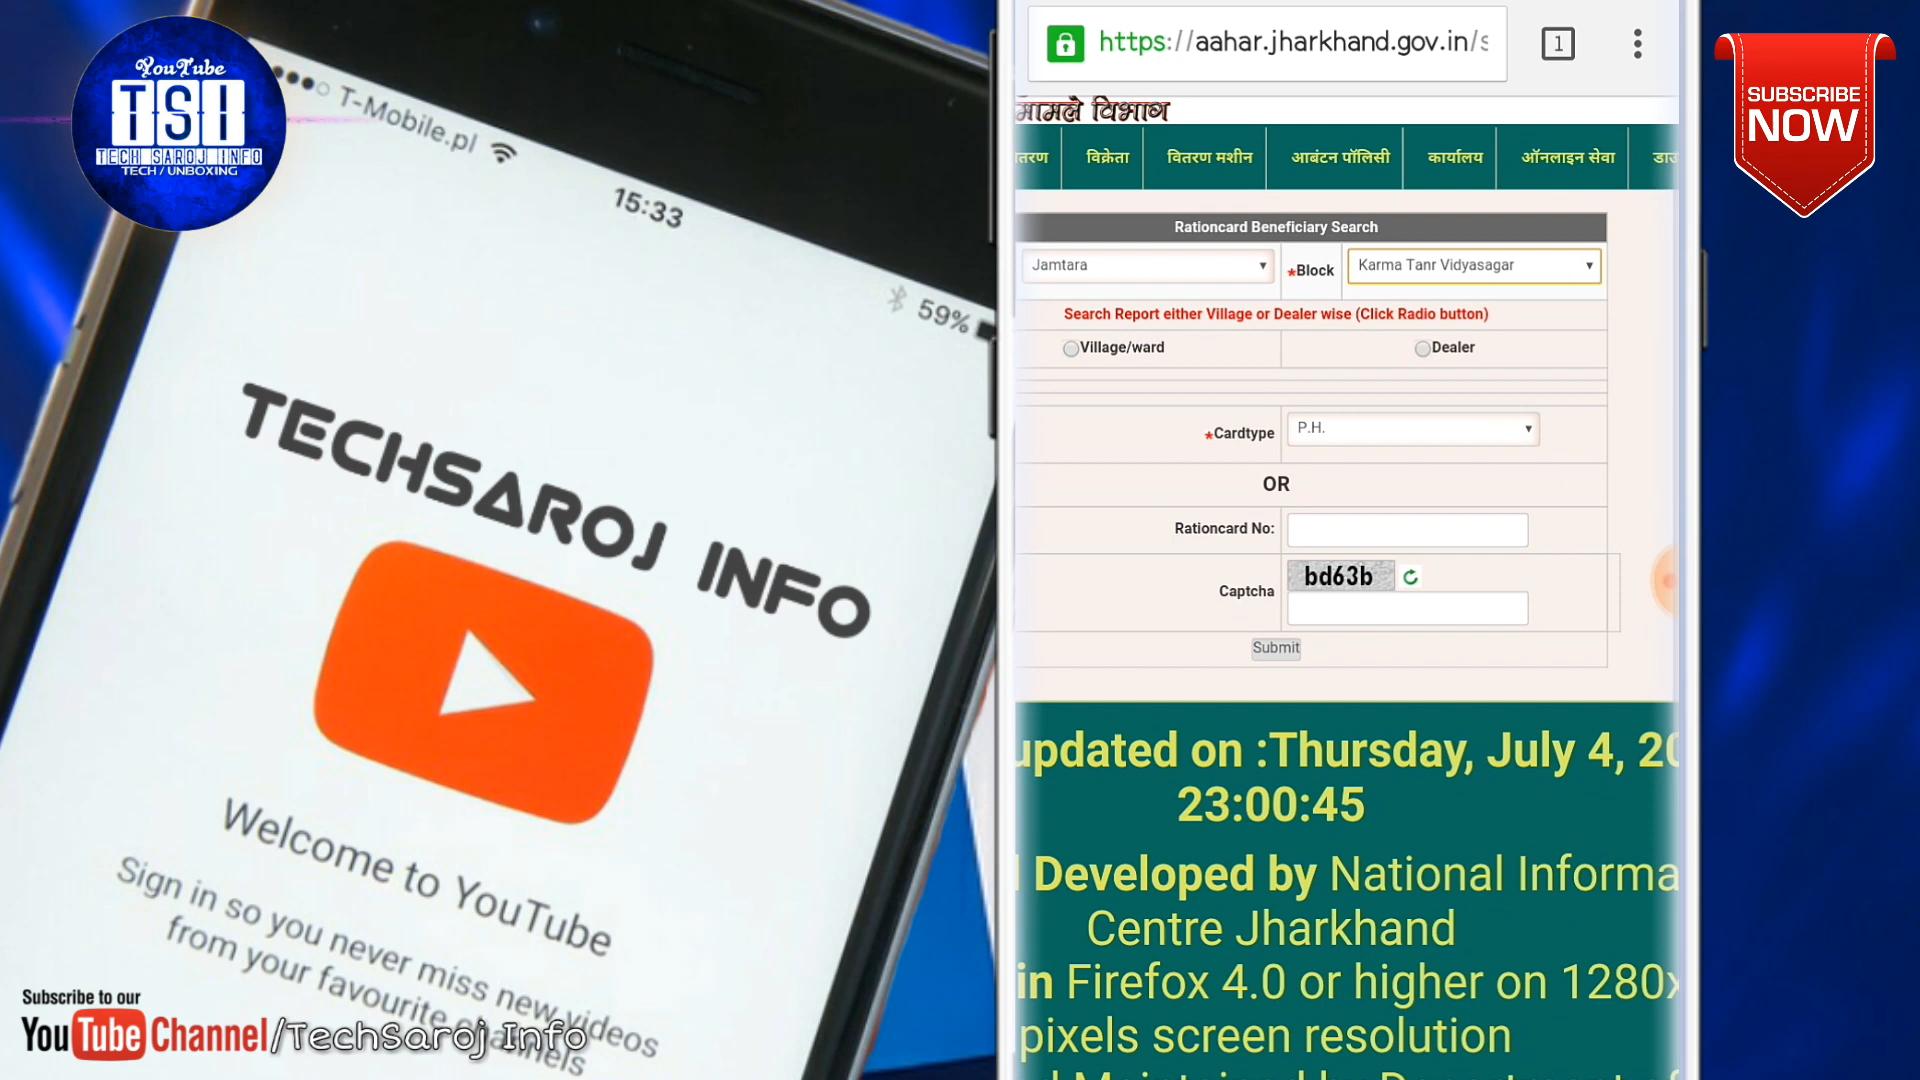 YouTube
TSI
TECH SAROJ INFO
TECH / UNBOXING
T-Mobile.pl
15:33
59%
TECHSAROJ INFO
Welcome to YouTube
Sign in so you never miss new videos
from your favourite channels
Subscribe to our
YouTube Channel/TechSaroj Info
https://aahar.jharkhand.gov.in/s
1
मामले विभाग
तरण
विक्रेता
वितरण मशीन
आबंटन पॉलिसी
कार्यालय
ऑनलाइन सेवा
डाउ
Rationcard Beneficiary Search
Jamtara
*Block
Karma Tanr Vidyasagar
Search Report either Village or Dealer wise (Click Radio button)
Village/ward
Dealer
*Cardtype
P.H.
OR
Rationcard No:
bd63b
Captcha
Submit
updated on :Thursday, July 4, 20
23:00:45
Developed by National Informa
Centre Jharkhand
in Firefox 4.0 or higher on 1280x
pixels screen resolution
SUBSCRIBE
NOW